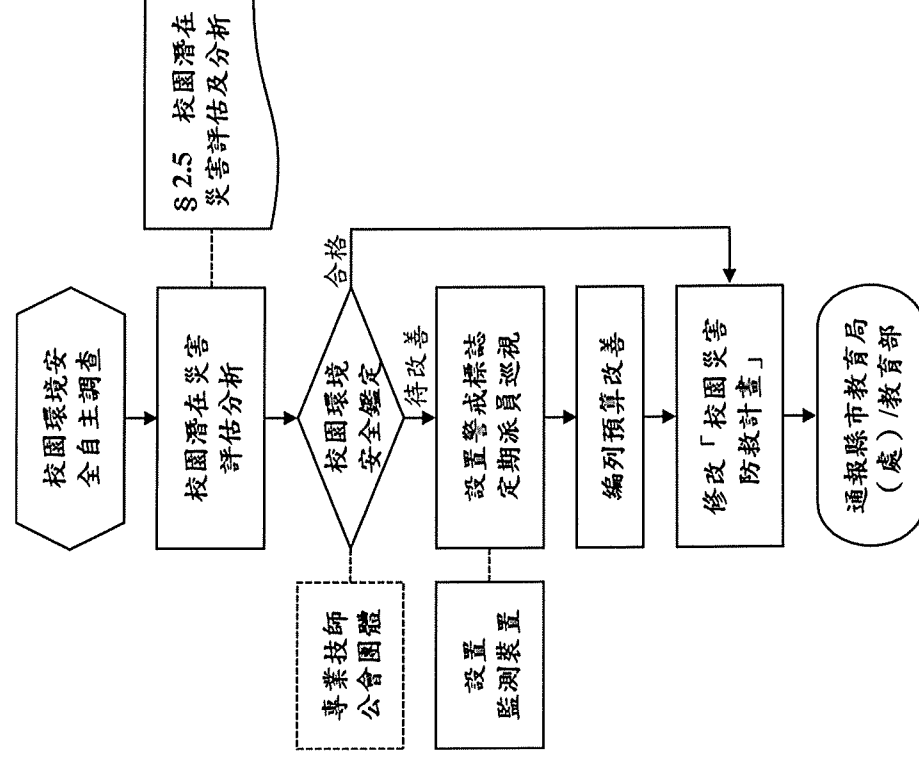 校園環境安
全自主調查
校園潛在災害
評估分析
§ 2.5 校園潛在
災害評估及分析
校園環境
安全鑑定
合格
待改善
專業技師
公會團體
設置警戒標誌
定期派員巡視
設置
監測裝置
編列預算改善
修改「校園災害
防救計畫」
通報縣市教育局
(處)/教育部